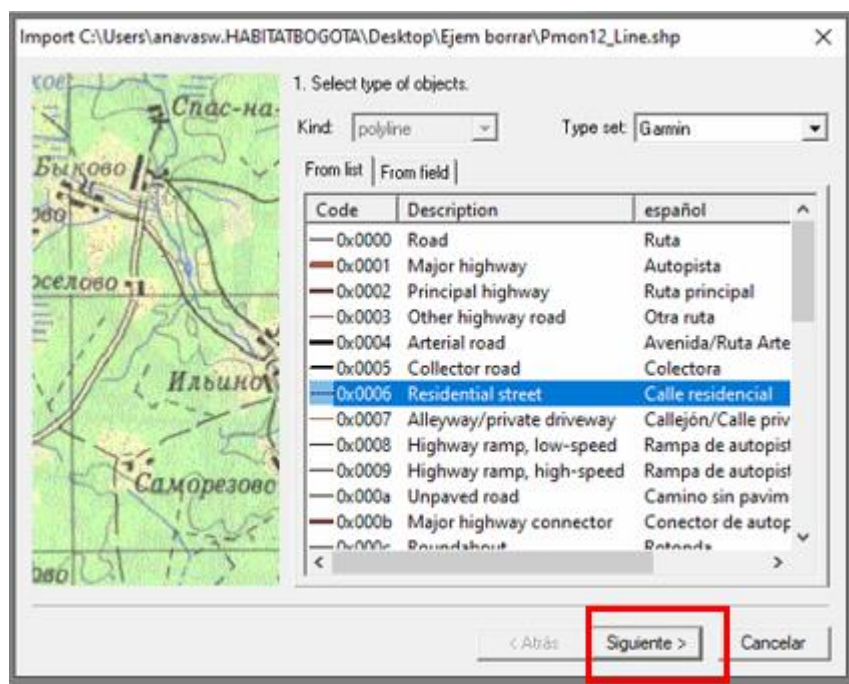 Import C:\Users\anavasw.HABITATBOGOTA\Desktop\Ejem borrar\Pmon12_Line.shp
1. Select type of objects.
Kind: polyline Type set: Garmin
From list From field
Code Description español
0x0000 Road Ruta
0x0001 Major highway Autopista
0x0002 Principal highway Ruta principal
0x0003 Other highway road Otra ruta
0x0004 Arterial road Avenida/Ruta Arte
0x0005 Collector road Colectora
0x0006 Residential street Calle residencial
0x0007 Alleyway/private driveway Callejón/Calle priv
0x0008 Highway ramp, low-speed Rampa de autopist
0x0009 Highway ramp, high-speed Rampa de autopist
0x000a Unpaved road Camino sin pavim
0x000b Major highway connector Conector de autop
0x000c Roundabout Rotonda
< Atrás Siguiente > Cancelar
Спас-на-
Быково
Ильино
Саморезово